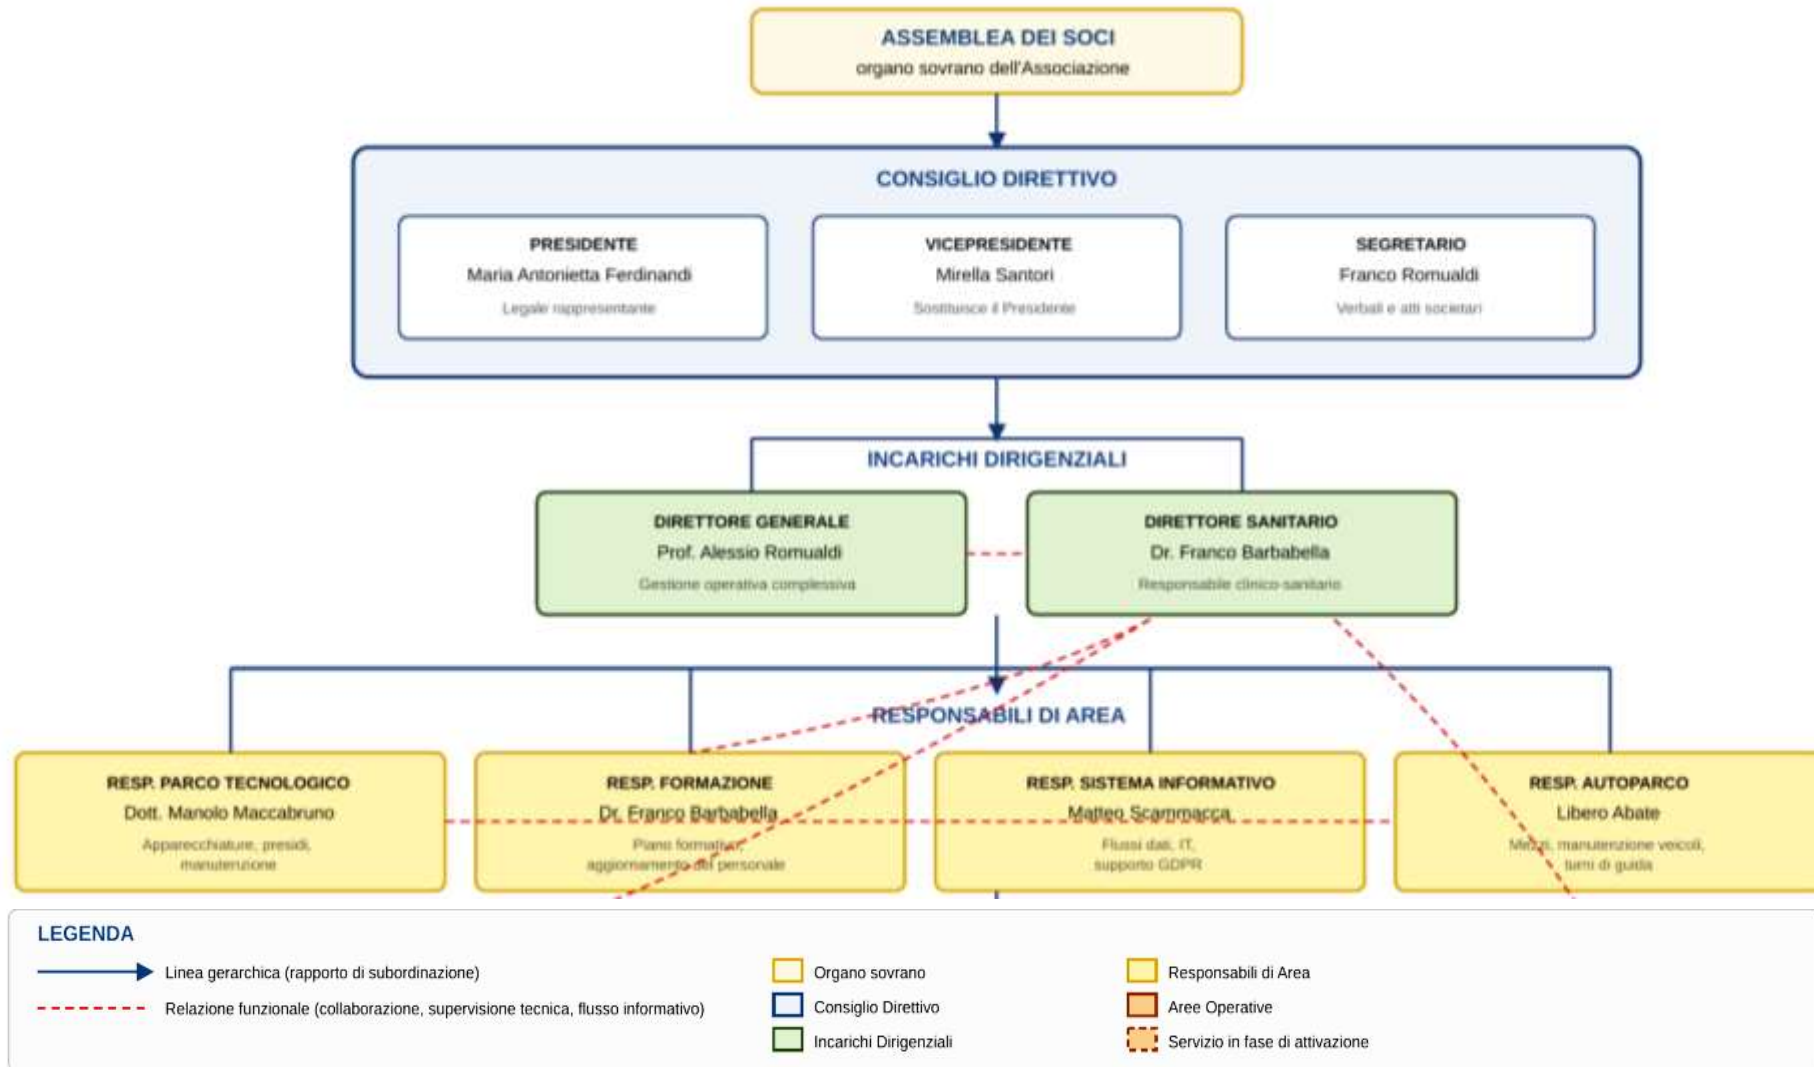 ASSEMBLEA DEI SOCI
organo sovrano dell'Associazione
CONSIGLIO DIRETTIVO
PRESIDENTE
Maria Antonietta Ferdinandi
Legale rappresentante
VICEPRESIDENTE
Mirella Santori
Sostituisce il Presidente
SEGRETARIO
Franco Romualdi
Verbali e atti societari
INCARICHI DIRIGENZIALI
DIRETTORE GENERALE
Prof. Alessio Romualdi
Gestione operativa complessiva
DIRETTORE SANITARIO
Dr. Franco Barbabella
Responsabile clinico-sanitario
RESPONSABILI DI AREA
RESP. PARCO TECNOLOGICO
Dott. Manolo Maccabruno
Apparecchiature, presidi,
manutenzione
RESP. FORMAZIONE
Dr. Franco Barbabella
Piano formativo,
aggiornamento del personale
RESP. SISTEMA INFORMATIVO
Matteo Scammacca
Flussi dati, IT,
supporto GDPR
RESP. AUTOPARCO
Libero Abate
Mezzi, manutenzione veicoli,
turni di guida
LEGENDA
Linea gerarchica (rapporto di subordinazione)
Relazione funzionale (collaborazione, supervisione tecnica, flusso informativo)
Organo sovrano
Consiglio Direttivo
Incarichi Dirigenziali
Responsabili di Area
Aree Operative
Servizio in fase di attivazione